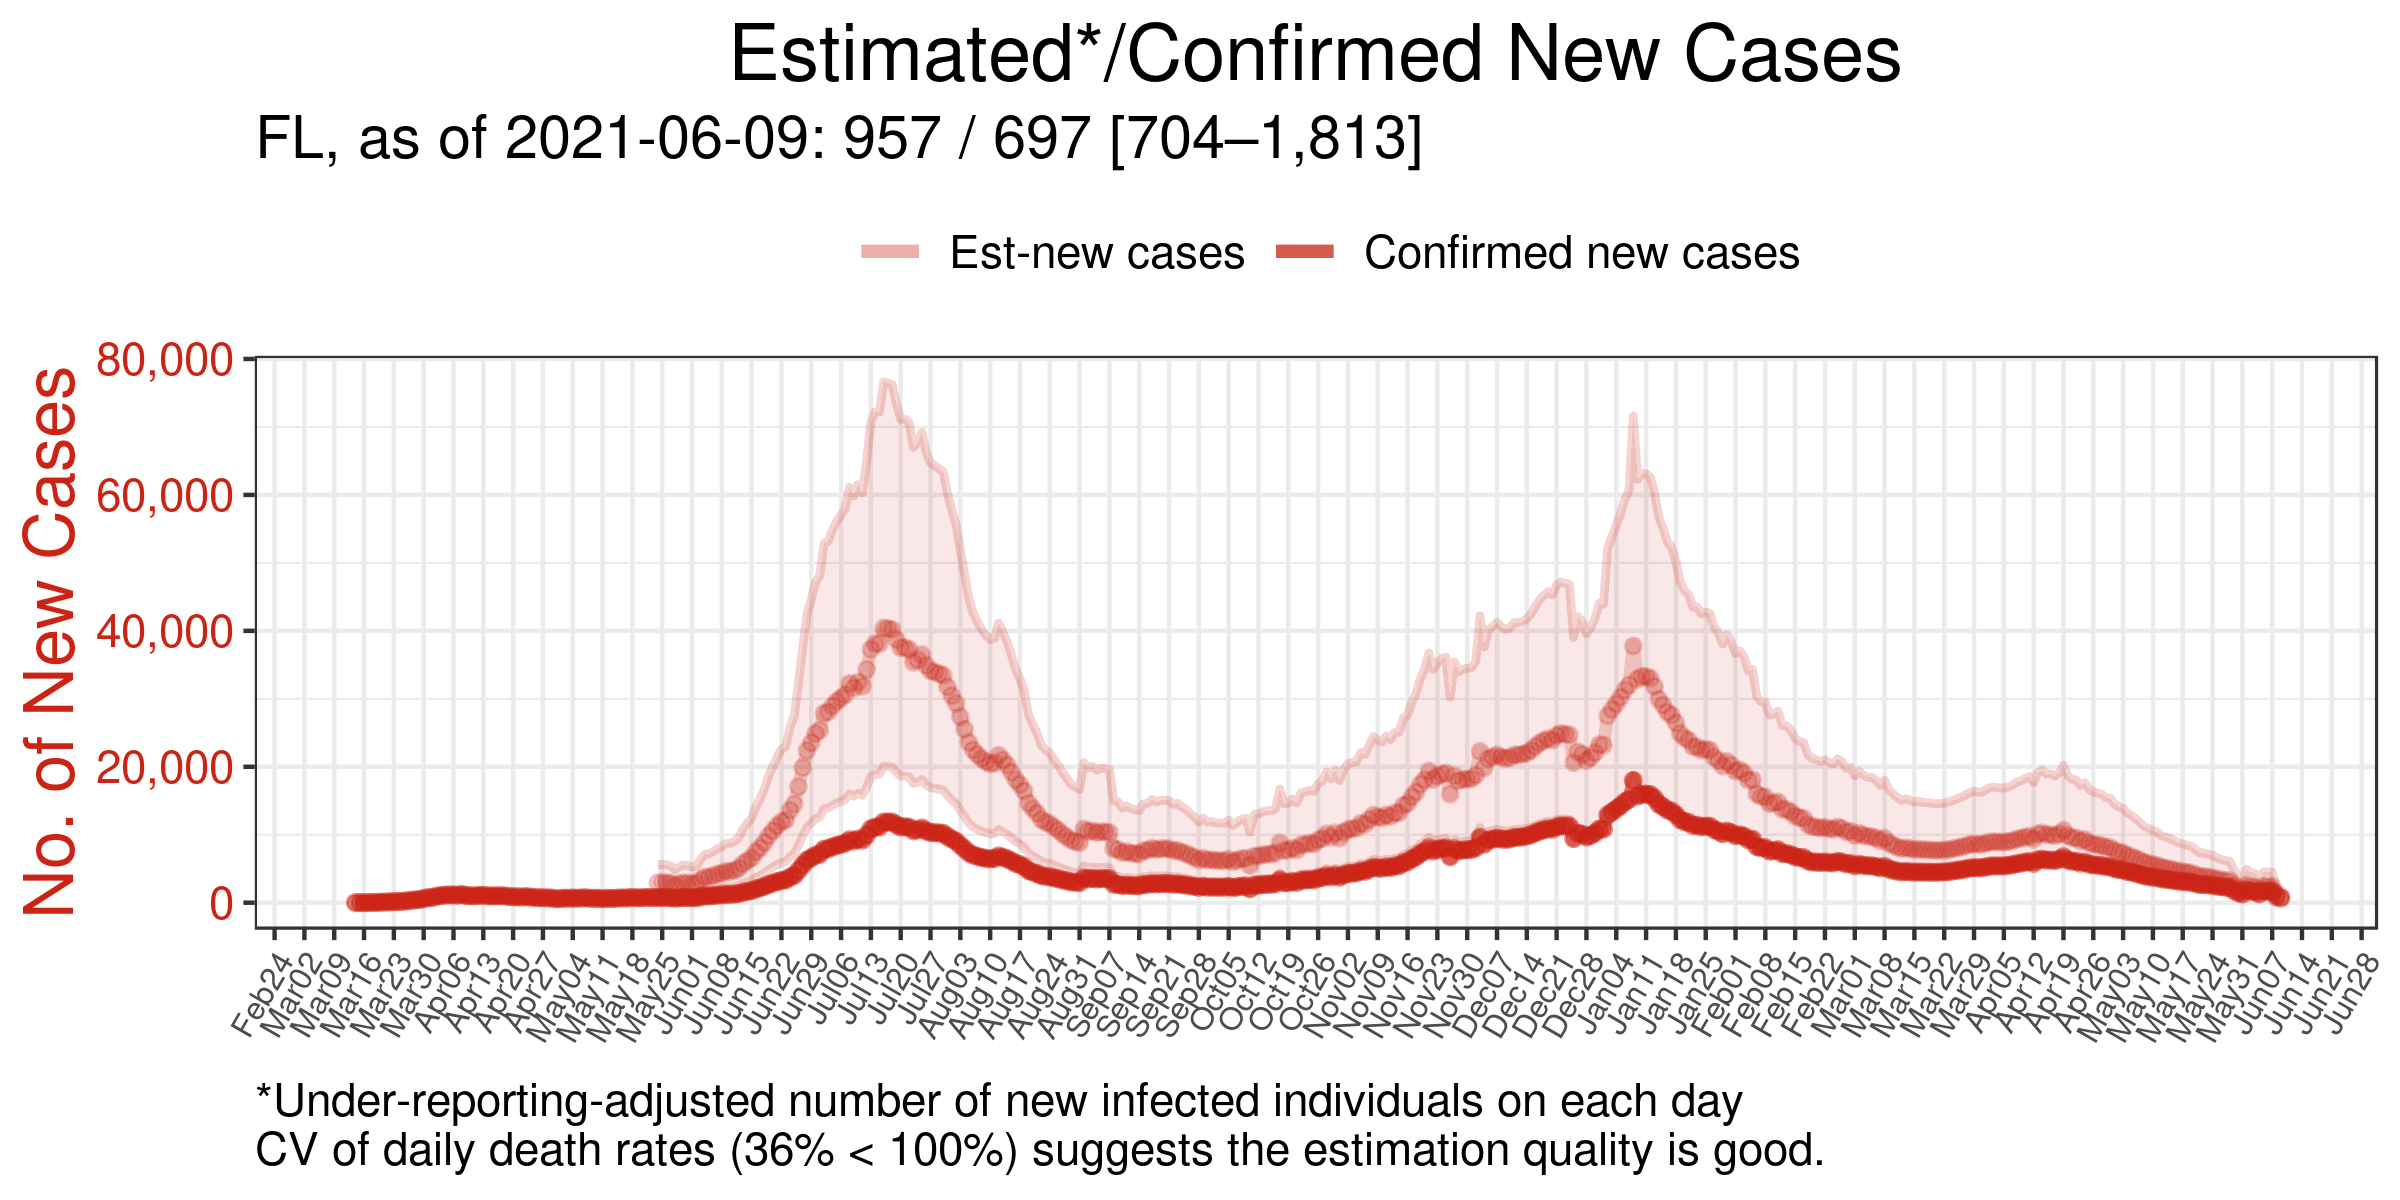 Estimated*/Confirmed New Cases
FL, as of 2021-06-09: 957 / 697 [704–1,813]
Est-new cases Confirmed new cases
No. of New Cases
80,000
60,000
40,000
20,000
0
Feb24 Mar02 Mar09 Mar16 Mar23 Mar30 Apr06 Apr13 Apr20 Apr27 May04 May11 May18 May25 Jun01 Jun08 Jun15 Jun22 Jun29 Jul06 Jul13 Jul20 Jul27 Aug03 Aug10 Aug17 Aug24 Aug31 Sep07 Sep14 Sep21 Sep28 Oct05 Oct12 Oct19 Oct26 Nov02 Nov09 Nov16 Nov23 Nov30 Dec07 Dec14 Dec21 Dec28 Jan04 Jan11 Jan18 Jan25 Feb01 Feb08 Feb15 Feb22 Mar01 Mar08 Mar15 Mar22 Mar29 Apr05 Apr12 Apr19 Apr26 May03 May10 May17 May24 May31 Jun07 Jun14 Jun21 Jun28
*Under-reporting-adjusted number of new infected individuals on each day
CV of daily death rates (36% < 100%) suggests the estimation quality is good.